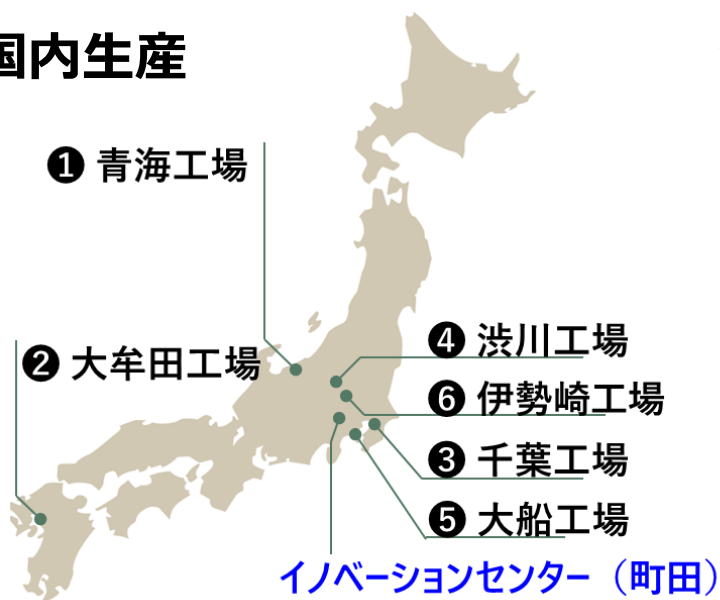 国内生産
❶ 青海工場
❷ 大牟田工場
❹ 渋川工場
❻ 伊勢崎工場
❸ 千葉工場
❺ 大船工場
イノベーションセンター（町田）